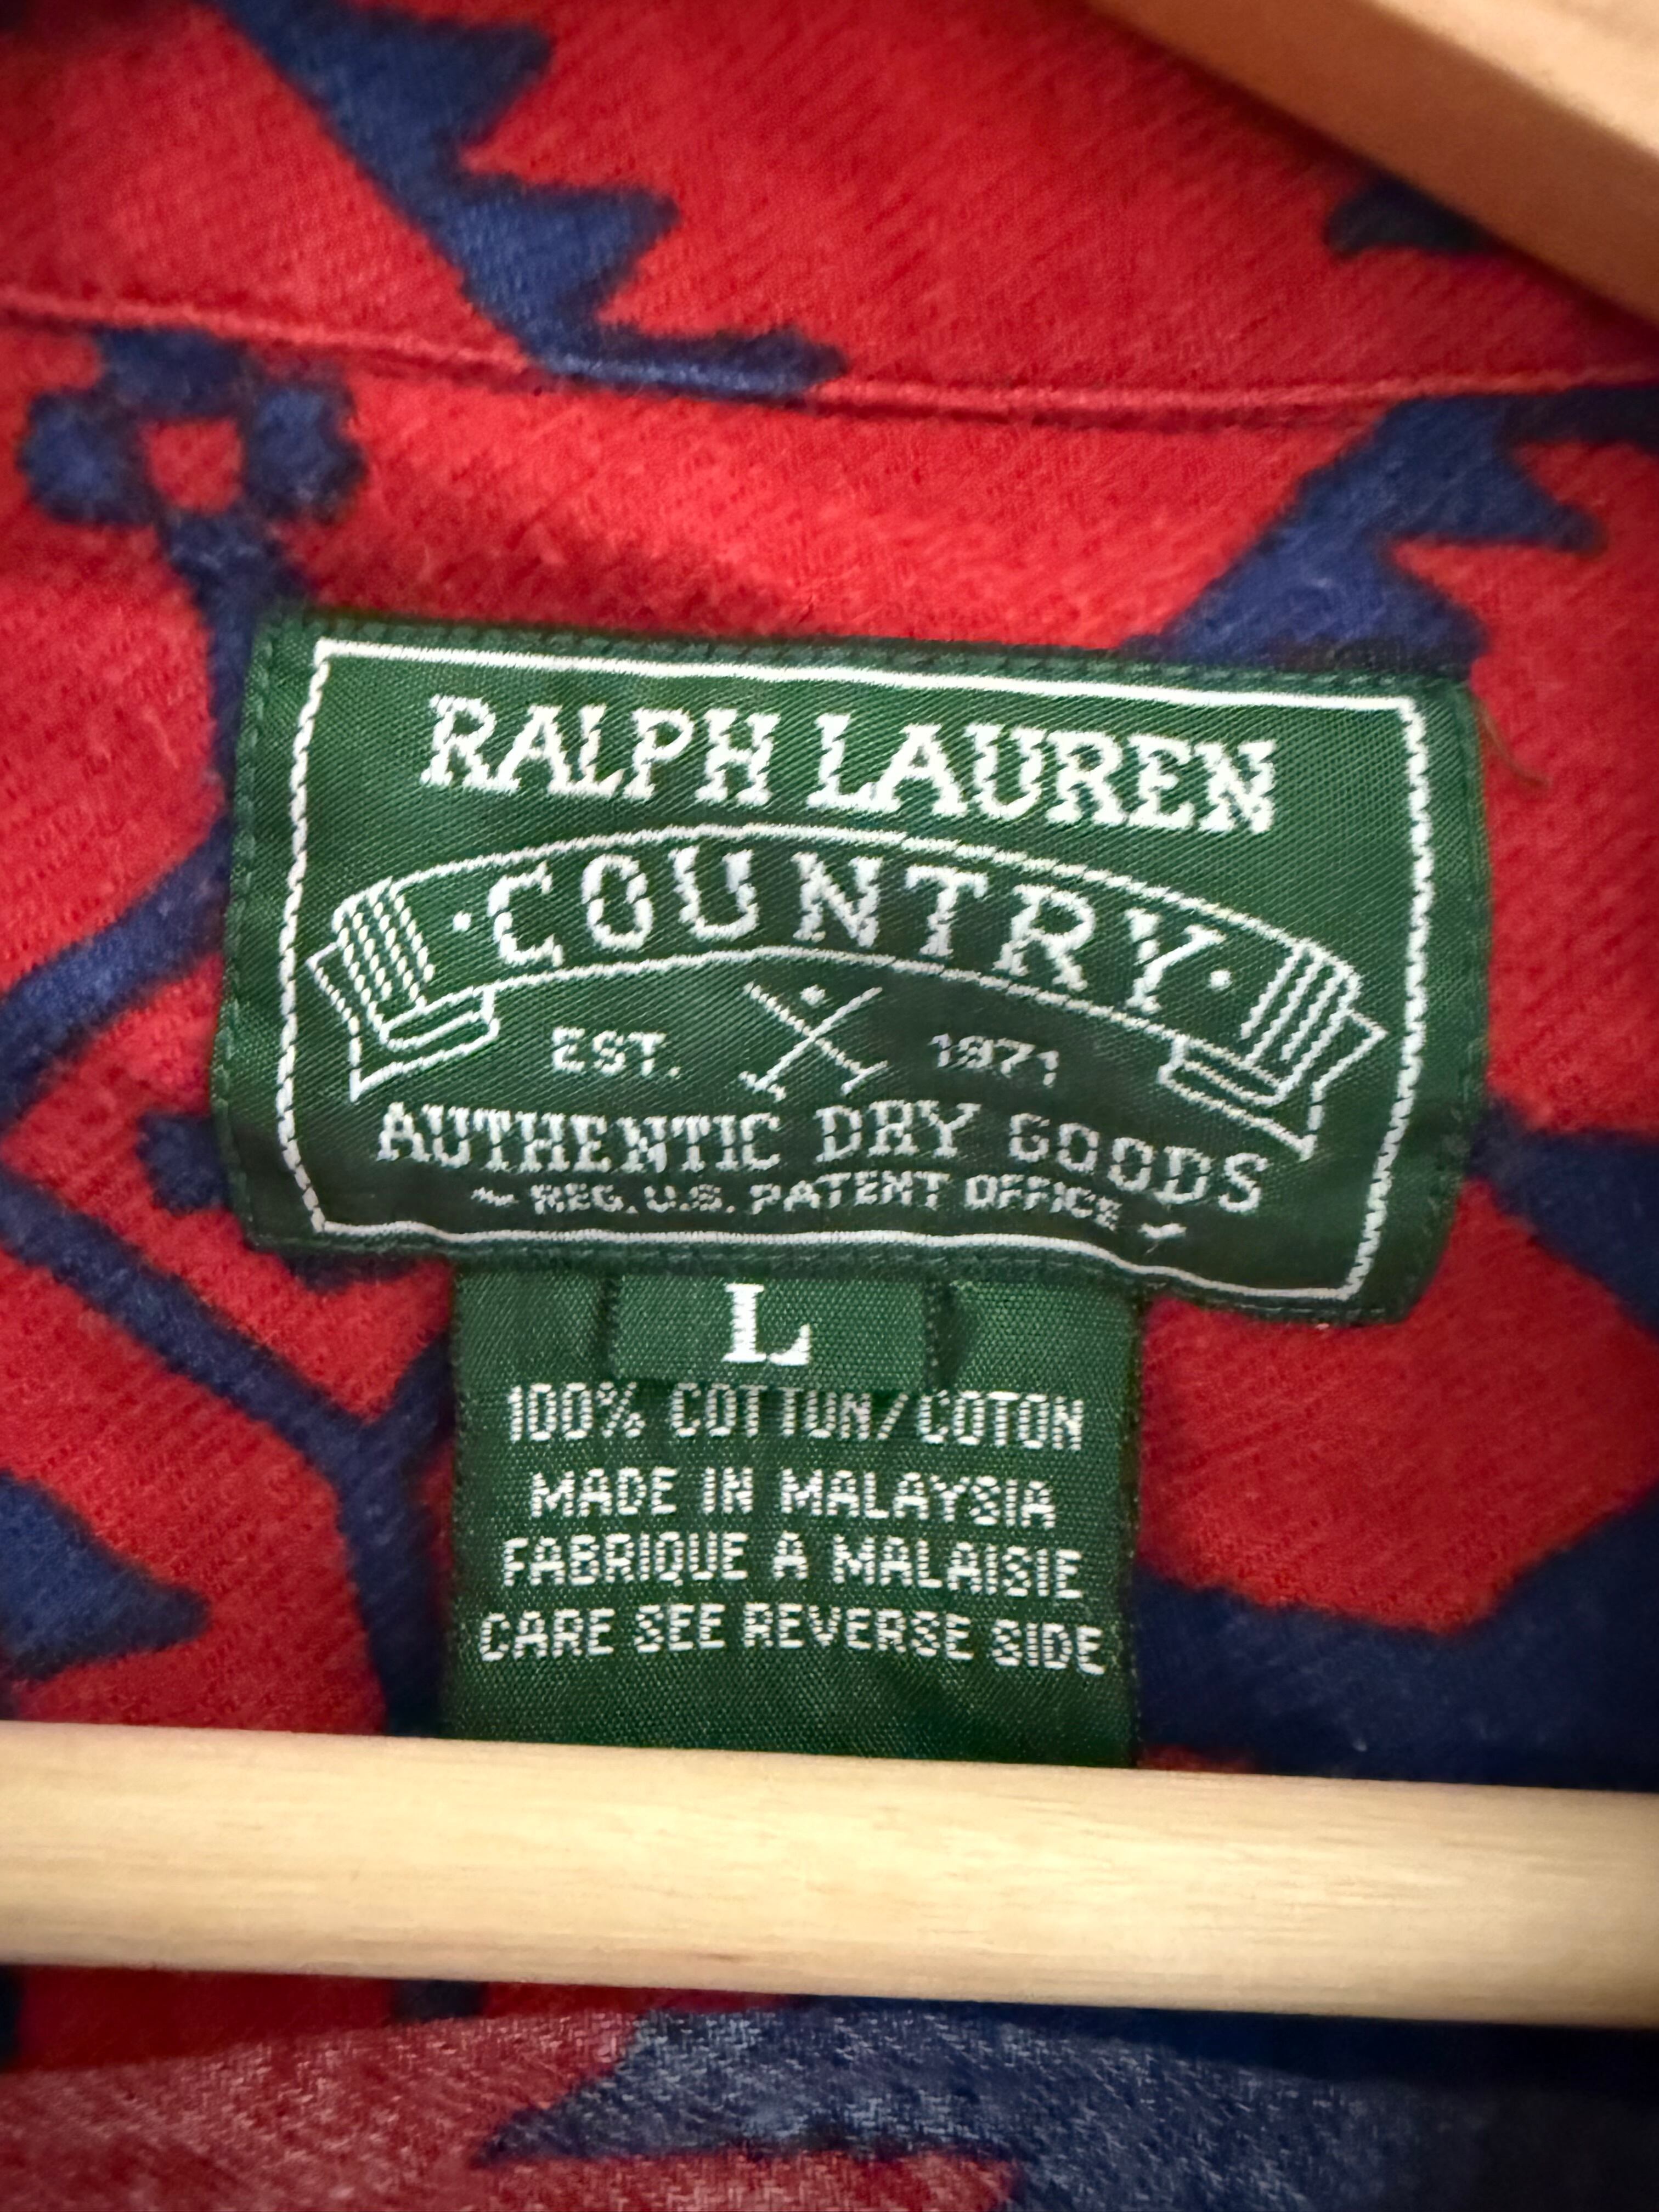 RALPH LAUREN
·COUNTRY·
EST. 1971
AUTHENTIC DRY GOODS
REG. U.S. PATENT OFFICE
L
100% COTTON/COTON
MADE IN MALAYSIA
FABRIQUE A MALAISIE
CARE SEE REVERSE SIDE